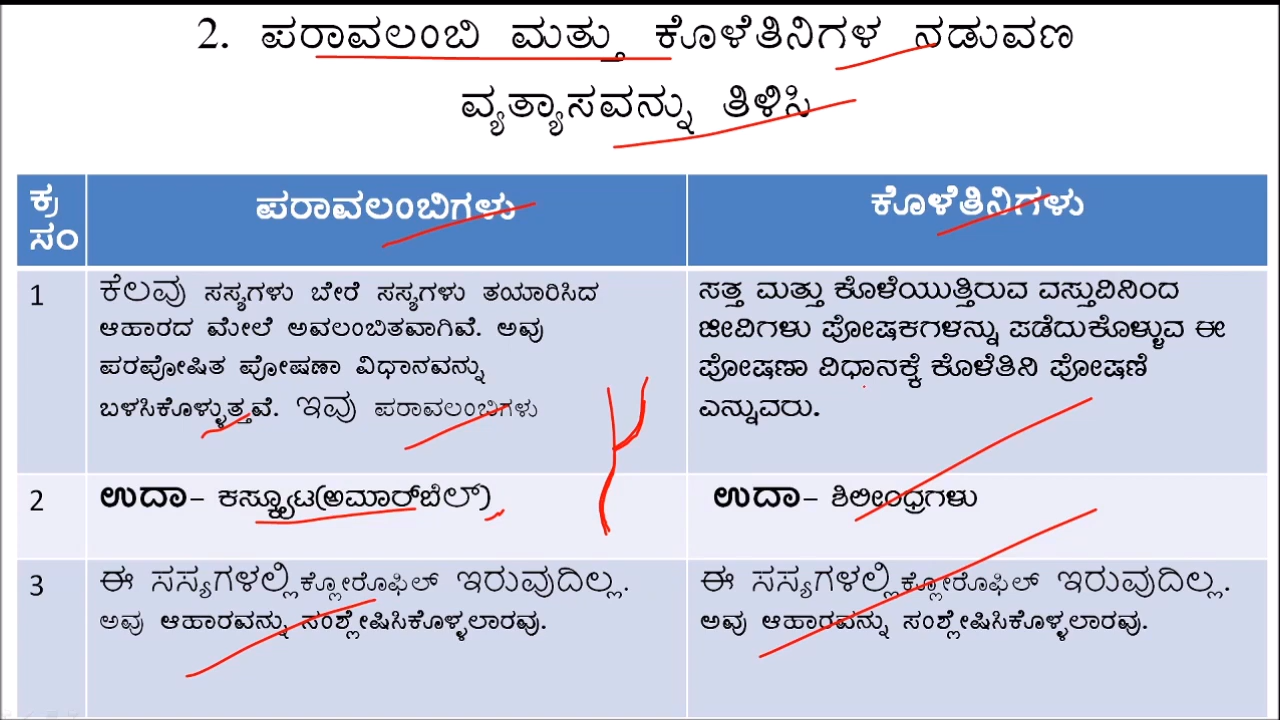 2. ಪರಾವಲಂಬಿ ಮತ್ತು ಕೊಳೆತಿನಿಗಳ ನಡುವಣ
ವ್ಯತ್ಯಾಸವನ್ನು ತಿಳಿಸಿ
ಕ್ರ
ಸಂ
ಪರಾವಲಂಬಿಗಳು
ಕೊಳೆತಿನಿಗಳು
1
ಕೆಲವು ಸಸ್ಯಗಳು ಬೇರೆ ಸಸ್ಯಗಳು ತಯಾರಿಸಿದ
ಆಹಾರದ ಮೇಲೆ ಅವಲಂಬಿತವಾಗಿವೆ. ಅವು
ಪರಪೋಷಿತ ಪೋಷಣಾ ವಿಧಾನವನ್ನು
ಬಳಸಿಕೊಳ್ಳುತ್ತವೆ. ಇವು ಪರಾವಲಂಬಿಗಳು
ಸತ್ತ ಮತ್ತು ಕೊಳೆಯುತ್ತಿರುವ ವಸ್ತುವಿನಿಂದ
ಜೀವಿಗಳು ಪೋಷಕಗಳನ್ನು ಪಡೆದುಕೊಳ್ಳುವ ಈ
ಪೋಷಣಾ ವಿಧಾನಕ್ಕೆ ಕೊಳೆತಿನಿ ಪೋಷಣೆ
ಎನ್ನುವರು.
2
ಉದಾ– ಕಸ್ಕ್ಯೂಟ(ಅಮಾರ್‌ಬೆಲ್)
ಉದಾ– ಶಿಲೀಂಧ್ರಗಳು
3
ಈ ಸಸ್ಯಗಳಲ್ಲಿ ಕ್ಲೋರೊಫಿಲ್ ಇರುವುದಿಲ್ಲ.
ಅವು ಆಹಾರವನ್ನು ಸಂಶ್ಲೇಷಿಸಿಕೊಳ್ಳಲಾರವು.
ಈ ಸಸ್ಯಗಳಲ್ಲಿ ಕ್ಲೋರೊಫಿಲ್ ಇರುವುದಿಲ್ಲ.
ಅವು ಆಹಾರವನ್ನು ಸಂಶ್ಲೇಷಿಸಿಕೊಳ್ಳಲಾರವು.